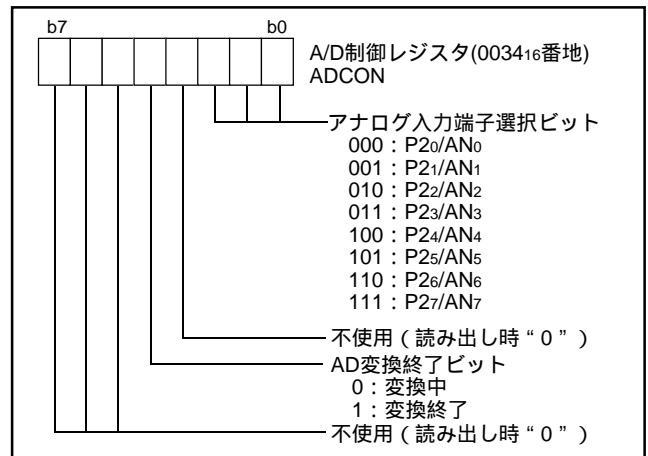 b7 b0
A/D制御レジスタ(003416番地)
ADCON
アナログ入力端子選択ビット
000：P20/AN0
001：P21/AN1
010：P22/AN2
011：P23/AN3
100：P24/AN4
101：P25/AN5
110：P26/AN6
111：P27/AN7
不使用（読み出し時“0”）
AD変換終了ビット
0：変換中
1：変換終了
不使用（読み出し時“0”）